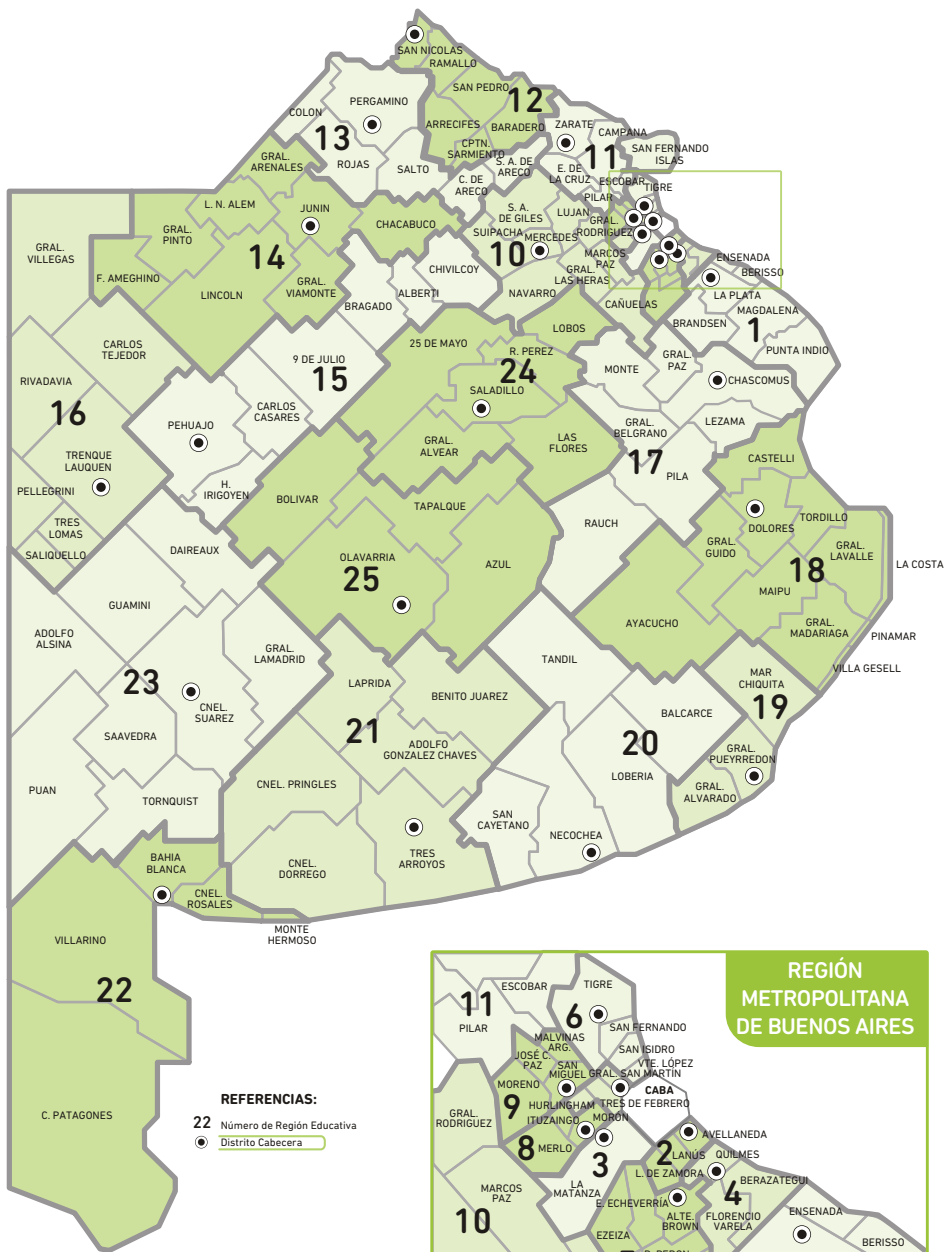 SAN NICOLAS
RAMALLO
SAN PEDRO
12
ARRECIFES
BARADERO
CPTN.
SARMIENTO
COLON
PERGAMINO
13
ROJAS
SALTO
ZARATE
CAMPANA
11
SAN FERNANDO
ISLAS
S. A. DE
ARECO
C. DE
ARECO
E. DE
LA CRUZ
ESCOBAR
TIGRE
PILAR
GRAL.
ARENALES
L. N. ALEM
JUNIN
GRAL.
PINTO
14
F. AMEGHINO
LINCOLN
GRAL.
VIAMONTE
CHACABUCO
S. A.
DE GILES
LUJAN
SUIPACHA
MERCEDES
10
GRAL.
RODRIGUEZ
MARCOS
PAZ
GRAL.
LAS HERAS
NAVARRO
ENSENADA
BERISSO
LA PLATA
MAGDALENA
BRANDSEN
1
PUNTA INDIO
CAÑUELAS
GRAL.
VILLEGAS
CHIVILCOY
ALBERTI
BRAGADO
9 DE JULIO
15
CARLOS
CASARES
PEHUAJO
H.
IRIGOYEN
CARLOS
TEJEDOR
RIVADAVIA
16
TRENQUE
LAUQUEN
PELLEGRINI
TRES
LOMAS
SALIQUELLO
LOBOS
25 DE MAYO
R. PEREZ
24
SALADILLO
GRAL.
ALVEAR
LAS
FLORES
MONTE
GRAL.
PAZ
CHASCOMUS
LEZAMA
GRAL.
BELGRANO
17
PILA
RAUCH
CASTELLI
DOLORES
TORDILLO
GRAL.
GUIDO
GRAL.
LAVALLE
LA COSTA
18
MAIPU
AYACUCHO
GRAL.
MADARIAGA
PINAMAR
VILLA GESELL
BOLIVAR
TAPALQUE
OLAVARRIA
25
AZUL
DAIREAUX
GUAMINI
ADOLFO
ALSINA
GRAL.
LAMADRID
23
CNEL.
SUAREZ
SAAVEDRA
PUAN
TORNQUIST
LAPRIDA
BENITO JUAREZ
21
ADOLFO
GONZALEZ CHAVES
CNEL. PRINGLES
CNEL.
DORREGO
TRES
ARROYOS
TANDIL
BALCARCE
20
LOBERIA
SAN
CAYETANO
NECOCHEA
MAR
CHIQUITA
19
GRAL.
PUEYRREDON
GRAL.
ALVARADO
BAHIA
BLANCA
CNEL.
ROSALES
MONTE
HERMOSO
VILLARINO
22
C. PATAGONES
REFERENCIAS:
22 Número de Región Educativa
Distrito Cabecera
REGIÓN
METROPOLITANA
DE BUENOS AIRES
ESCOBAR
11
PILAR
TIGRE
6
SAN FERNANDO
SAN ISIDRO
VTE. LÓPEZ
MALVINAS
ARG.
JOSÉ C.
PAZ
SAN
MIGUEL
GRAL. SAN MARTÍN
CABA
TRES DE FEBRERO
MORENO
9
HURLINGHAM
ITUZAINGO
MORÓN
8
MERLO
3
LA
MATANZA
GRAL.
RODRIGUEZ
MARCOS
PAZ
10
AVELLANEDA
2
LANÚS
QUILMES
L. DE ZAMORA
BERAZATEGUI
4
E. ECHEVERRÍA
ALTE.
BROWN
FLORENCIO
VARELA
EZEIZA
ENSENADA
BERISSO